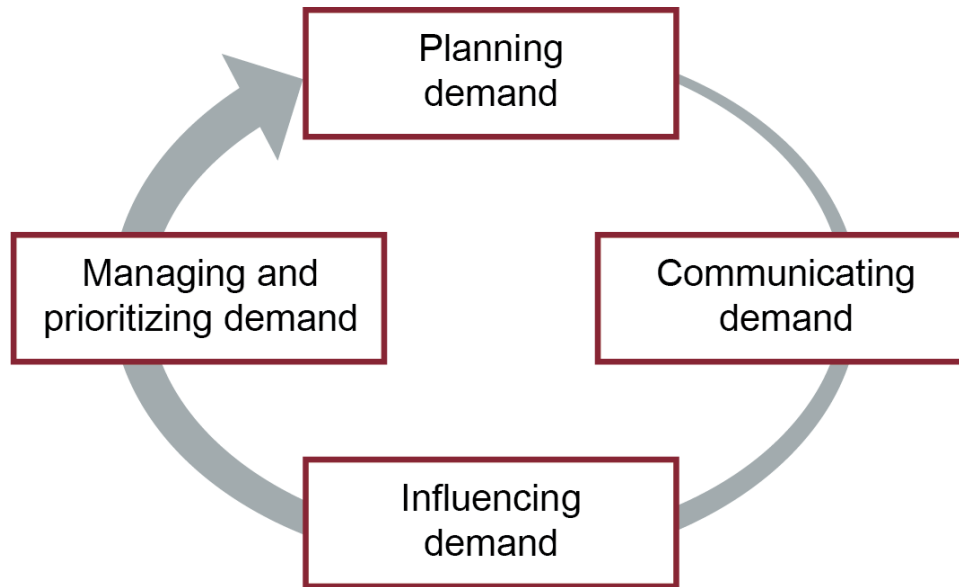 Planning
demand
Communicating
demand
Influencing
demand
Managing and
prioritizing demand